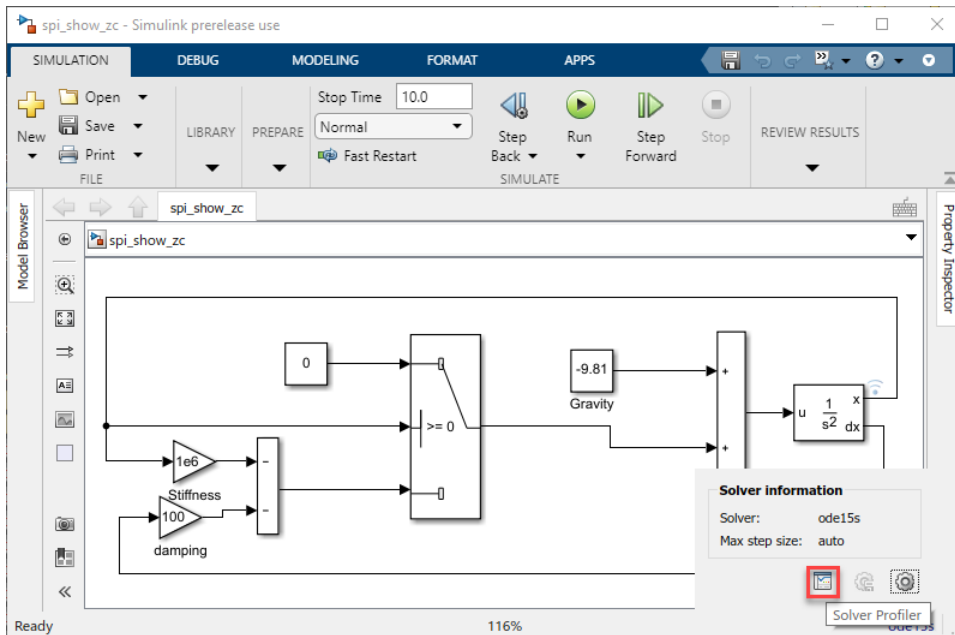 spi_show_zc - Simulink prerelease use
SIMULATION DEBUG MODELING FORMAT APPS
New
Open
Save
Print
FILE
LIBRARY
PREPARE
Stop Time 10.0
Normal
Fast Restart
Step
Back
Run
Step
Forward
Stop
SIMULATE
REVIEW RESULTS
Model Browser
spi_show_zc
spi_show_zc
Property Inspector
0
>= 0
-9.81
Gravity
+
+
u
1
s2
x
dx
1e6
Stiffness
100
damping
-
-
Solver information
Solver: ode15s
Max step size: auto
Solver Profiler
Ready
116%
ode15s